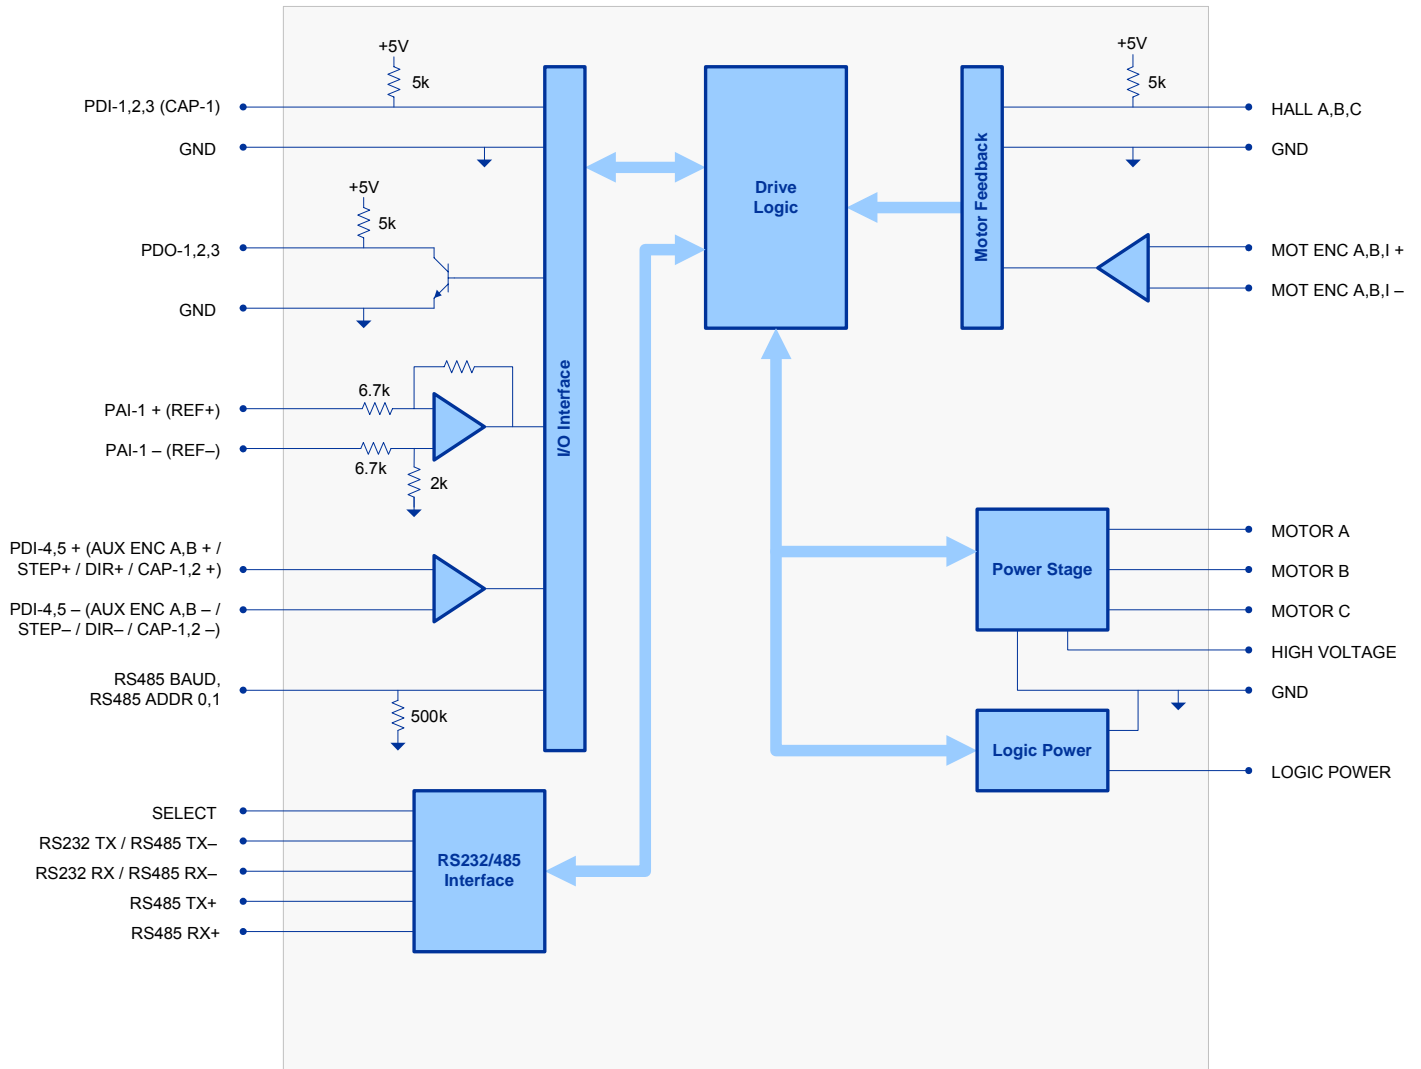 +5V
5k
PDI-1,2,3 (CAP-1)
GND
+5V
5k
PDO-1,2,3
GND
6.7k
PAI-1 + (REF+)
PAI-1 – (REF–)
6.7k
2k
PDI-4,5 + (AUX ENC A,B + /
STEP+ / DIR+ / CAP-1,2 +)
PDI-4,5 – (AUX ENC A,B – /
STEP– / DIR– / CAP-1,2 –)
RS485 BAUD,
RS485 ADDR 0,1
500k
I/O Interface
SELECT
RS232 TX / RS485 TX–
RS232 RX / RS485 RX–
RS485 TX+
RS485 RX+
RS232/485
Interface
Drive
Logic
Motor Feedback
+5V
5k
HALL A,B,C
GND
MOT ENC A,B,I +
MOT ENC A,B,I –
Power Stage
MOTOR A
MOTOR B
MOTOR C
HIGH VOLTAGE
GND
Logic Power
LOGIC POWER